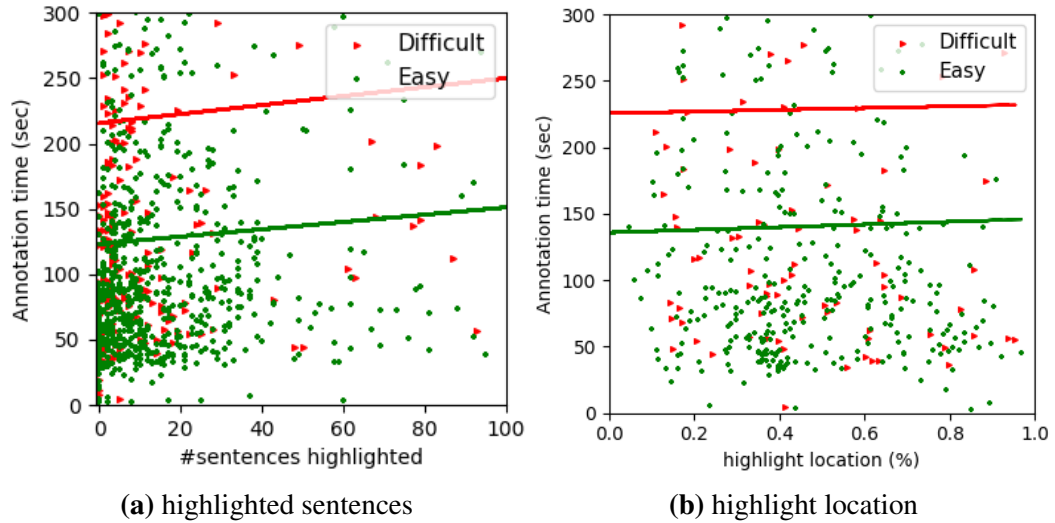 300
250
200
150
100
50
0
Annotation time (sec)
Difficult
Easy
0
20
40
60
80
100
#sentences highlighted
(a) highlighted sentences
300
250
200
150
100
50
0
Annotation time (sec)
Difficult
Easy
0.0
0.2
0.4
0.6
0.8
1.0
highlight location (%)
(b) highlight location